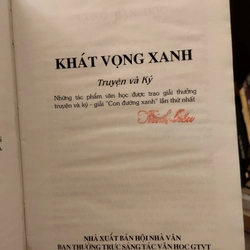 KHÁT VỌNG XANH
Truyện và Ký
Những tác phẩm văn học được trao giải thưởng
truyện và ký - giải "Con đường xanh" lần thứ nhất
NHÀ XUẤT BẢN HỘI NHÀ VĂN
BAN THƯỜNG TRỰC SÁNG TÁC VĂN HỌC GTVT